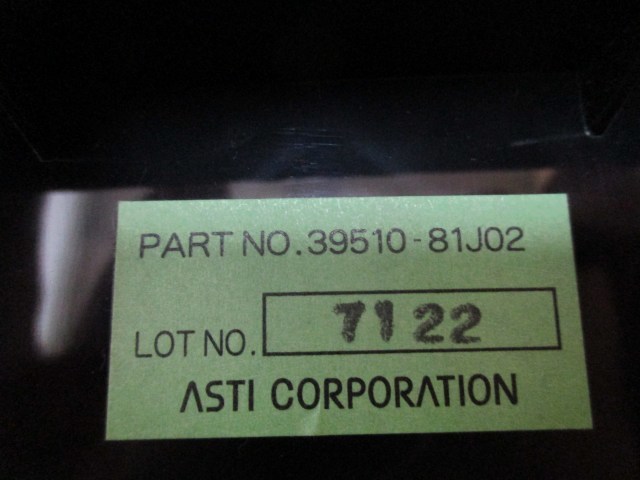 PART NO. 39510-81J02
LOT NO. 7122
ASTI CORPORATION